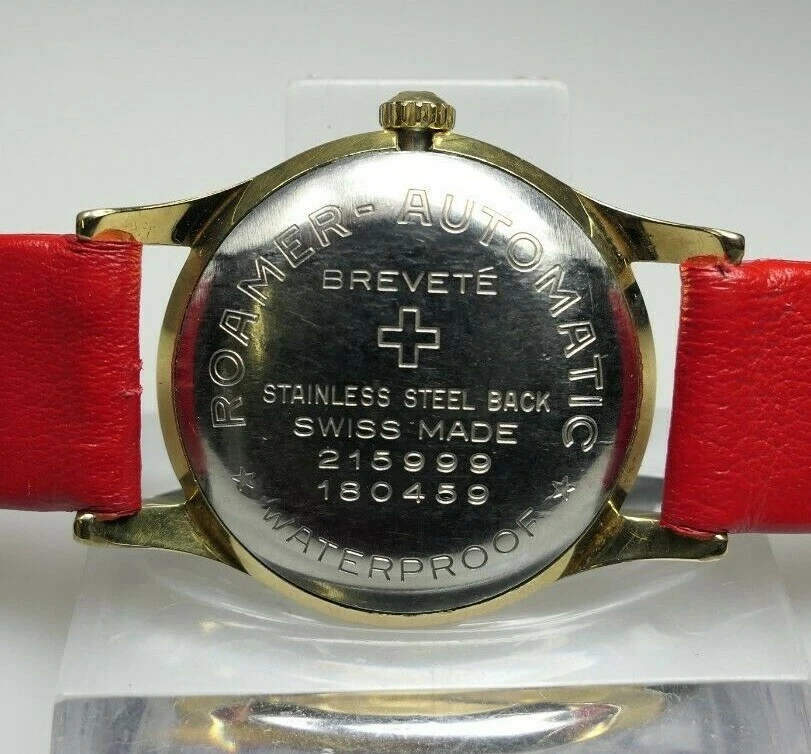 ROAMER - AUTOMATIC
BREVETÉ
STAINLESS STEEL BACK
SWISS MADE
215999
180459
★ WATERPROOF ★